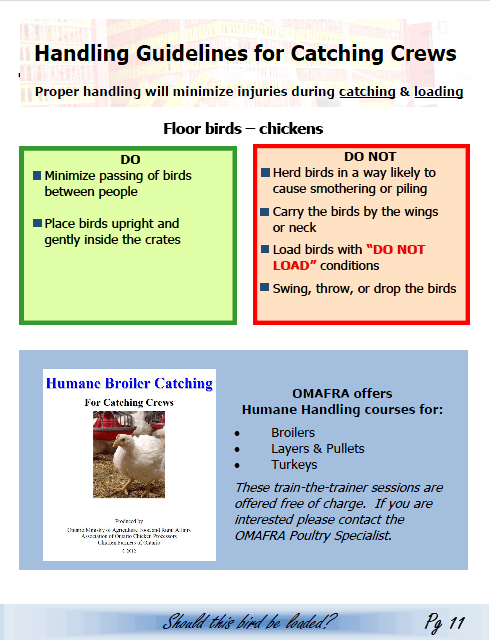 Handling Guidelines for Catching Crews
Proper handling will minimize injuries during catching & loading
Floor birds – chickens
DO
Minimize passing of birds
between people
Place birds upright and
gently inside the crates
DO NOT
Herd birds in a way likely to
cause smothering or piling
Carry the birds by the wings
or neck
Load birds with “DO NOT
LOAD” conditions
Swing, throw, or drop the birds
Humane Broiler Catching
For Catching Crews
Produced by
Ontario Ministry of Agriculture Food and Rural Affairs
Association of Ontario Chicken Processors
Chicken Farmers of Ontario
© 2012
OMAFRA offers
Humane Handling courses for:
• Broilers
• Layers & Pullets
• Turkeys
These train-the-trainer sessions are
offered free of charge. If you are
interested please contact the
OMAFRA Poultry Specialist.
Should this bird be loaded?
Pg 11